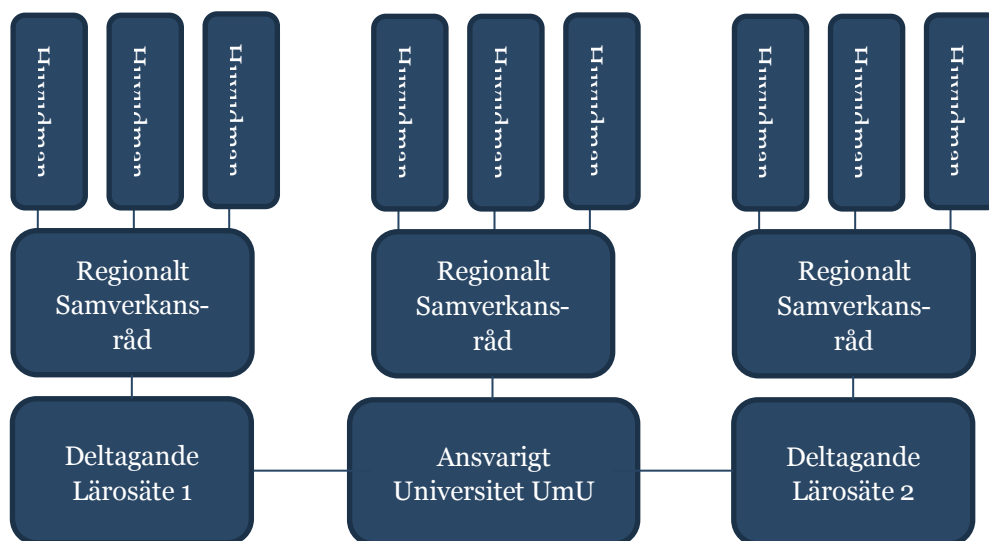 Huvudman
Huvudman
Huvudman
Huvudman
Huvudman
Huvudman
Huvudman
Huvudman
Huvudman
Regionalt
Samverkans-
råd
Regionalt
Samverkans-
råd
Regionalt
Samverkans-
råd
Deltagande
Lärosäte 1
Ansvarigt
Universitet UmU
Deltagande
Lärosäte 2